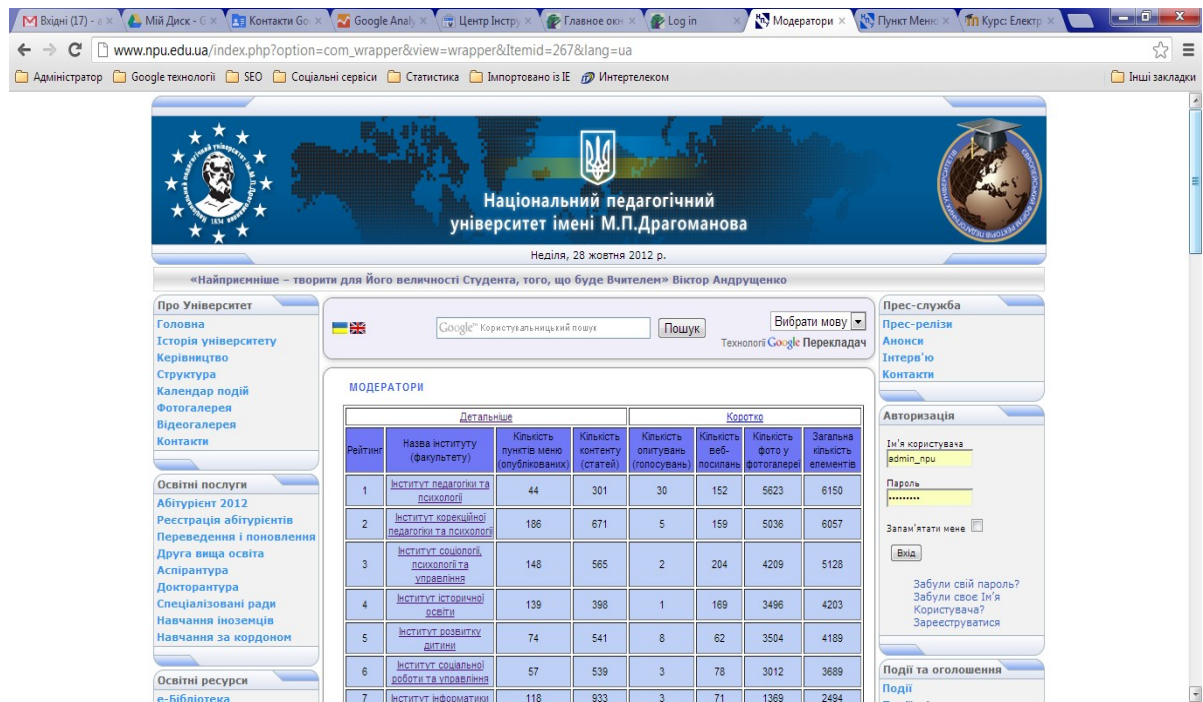 Вхідні (17) - a
Мій Диск - G
Контакти Go
Google Analy
Центр Інстру
Главное окн
Log in
Модератори
Пункт Меню
Курс: Електр
www.npu.edu.ua/index.php?option=com_wrapper&view=wrapper&Itemid=267&lang=ua
Адміністратор Google технологіі SEO Соціальні сервіси Статистика Імпортовано із IE Интертелеком Інші закладки
Національний педагогічний
університет імені М.П.Драгоманова
1834
Неділя, 28 жовтня 2012 р.
«Найприємніше – творити для Його величності Студента, того, що буде Вчителем» Віктор Андрущенко
Про Університет
Головна
Історія університету
Керівництво
Структура
Календар подій
Фотогалерея
Відеогалерея
Контакти
Освітні послуги
Абітурієнт 2012
Реєстрація абітурієнтів
Переведення і поновлення
Друга вища освіта
Аспірантура
Докторантура
Спеціалізовані ради
Навчання іноземців
Навчання за кордоном
Освітні ресурси
е-Бібліотека
Google™ Користувальницький пошук
Пошук
Вибрати мову
Технології Google Перекладач
МОДЕРАТОРИ
Детальніше Коротко
Рейтинг
Назва інституту
(факультету)
Кількість
пунктів меню
(опублікованих)
Кількість
контенту
(статей)
Кількість
опитувань
(голосувань)
Кількість
веб-
посилань
Кількість
фото у
фотогалереї
Загальна
кількість
елементів
1 Інститут педагогіки та 44 301 30 152 5623 6150
психології
2 Інститут корекційної 186 671 5 159 5036 6057
педагогіки та психології
Інститут соціології,
3 психології та 148 565 2 204 4209 5128
управління
4 Інститут історичної 139 398 1 169 3496 4203
освіти
5 Інститут розвитку 74 541 8 62 3504 4189
дитини
6 Інститут соціальної 57 539 3 78 3012 3689
роботи та управління
7 Інститут інформатики 118 933 3 71 1369 2494
Прес-служба
Прес-релізи
Анонси
Інтерв'ю
Контакти
Авторизація
Ім'я користувача
admin_npu
Пароль
Запам'ятати мене
Вхід
Забули свій пароль?
Забули своє Ім'я
Користувача?
Зареєструватися
Події та оголошення
Події